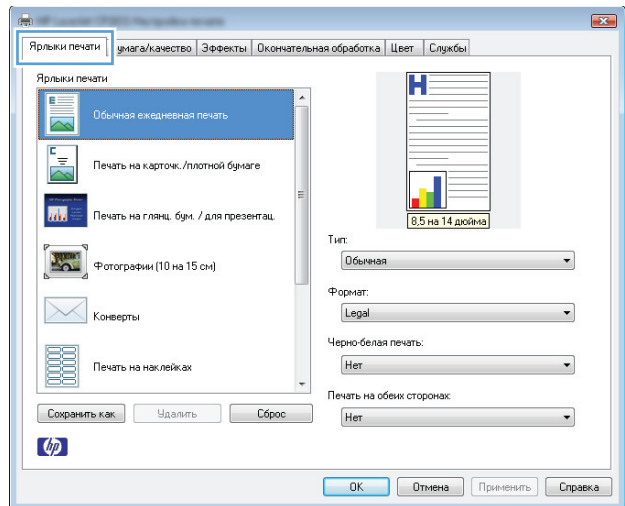 Ярлыки печати
умага/качество
Эффекты
Окончательная обработка
Цвет
Службы
Ярлыки печати
Обычная ежедневная печать
Печать на карточк./плотной бумаге
Печать на глянц. бум. / для презентац.
Фотографии (10 на 15 см)
Конверты
Печать на наклейках
Сохранить как
Удалить
Сброс
hp
8,5 на 14 дюйма
Тип:
Обычная
Формат:
Legal
Черно-белая печать:
Нет
Печать на обеих сторонах:
Нет
OK
Отмена
Применить
Справка